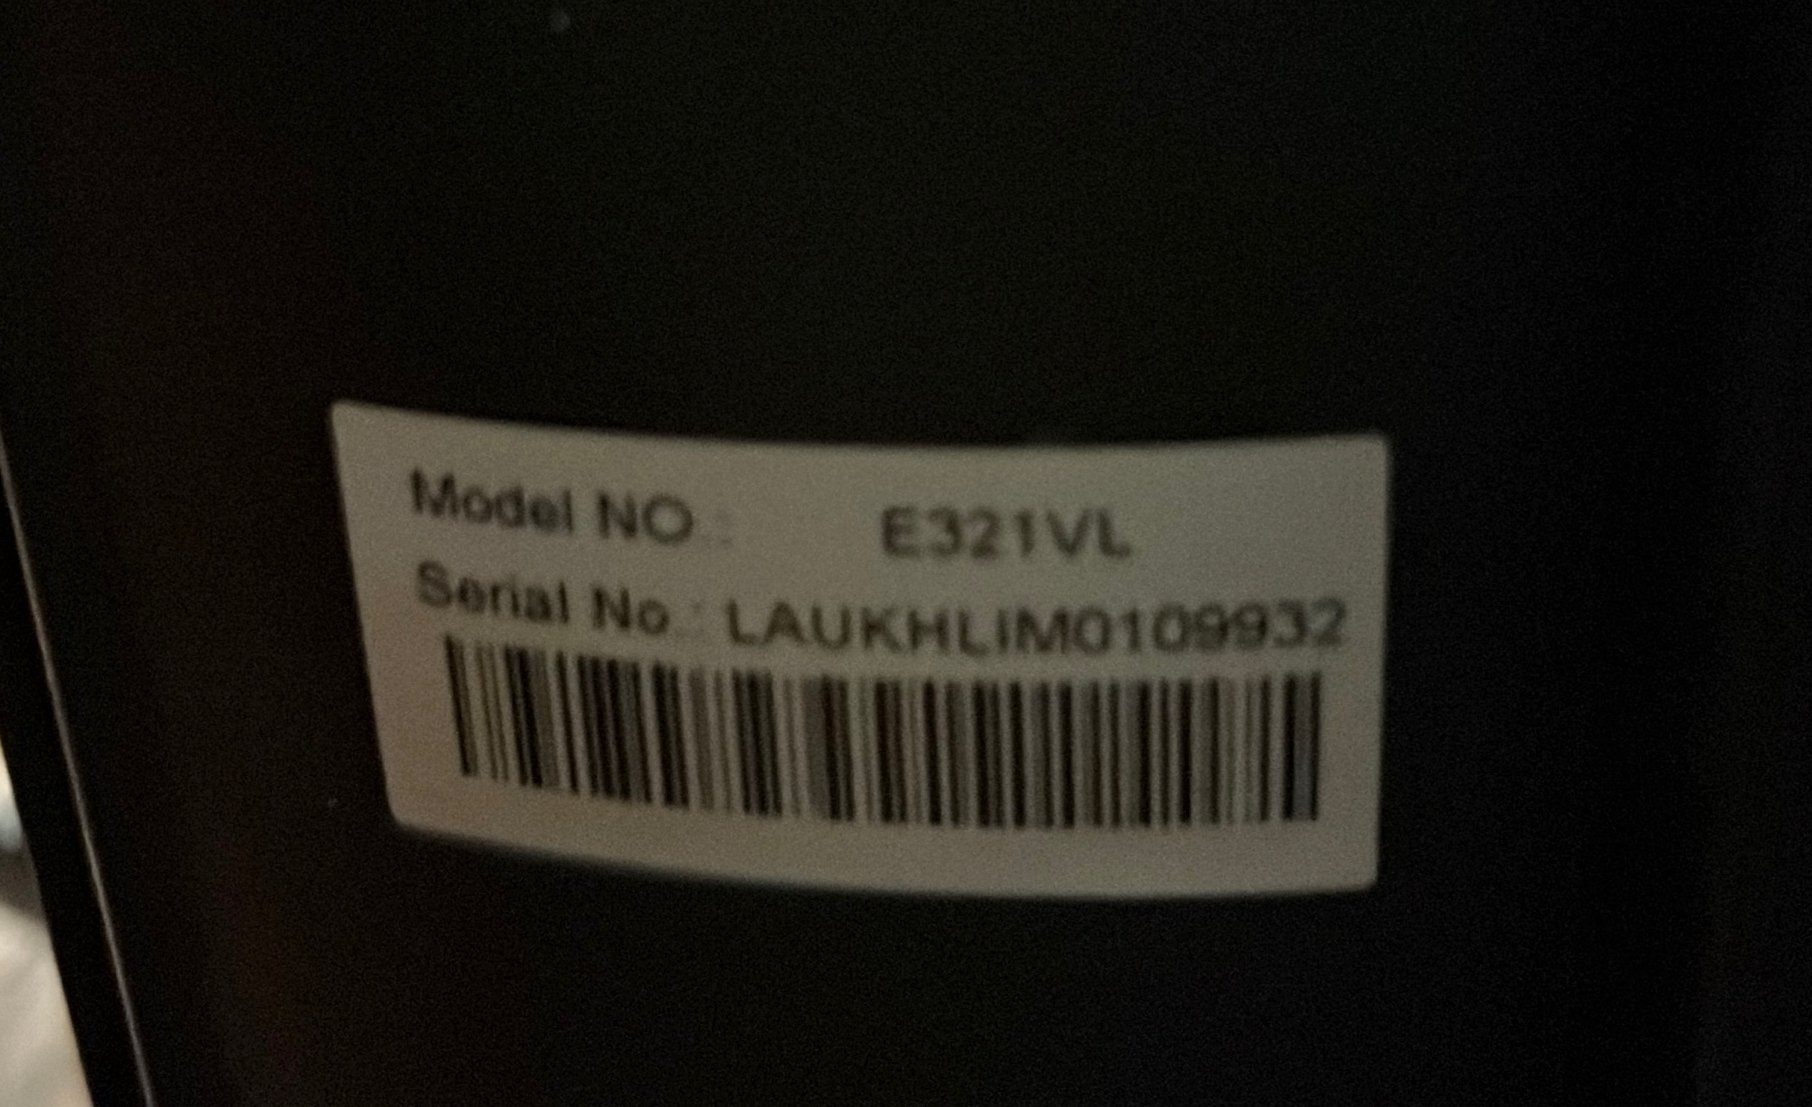 Model NO.: E321VL
Serial No.: LAUKHLIM0109932